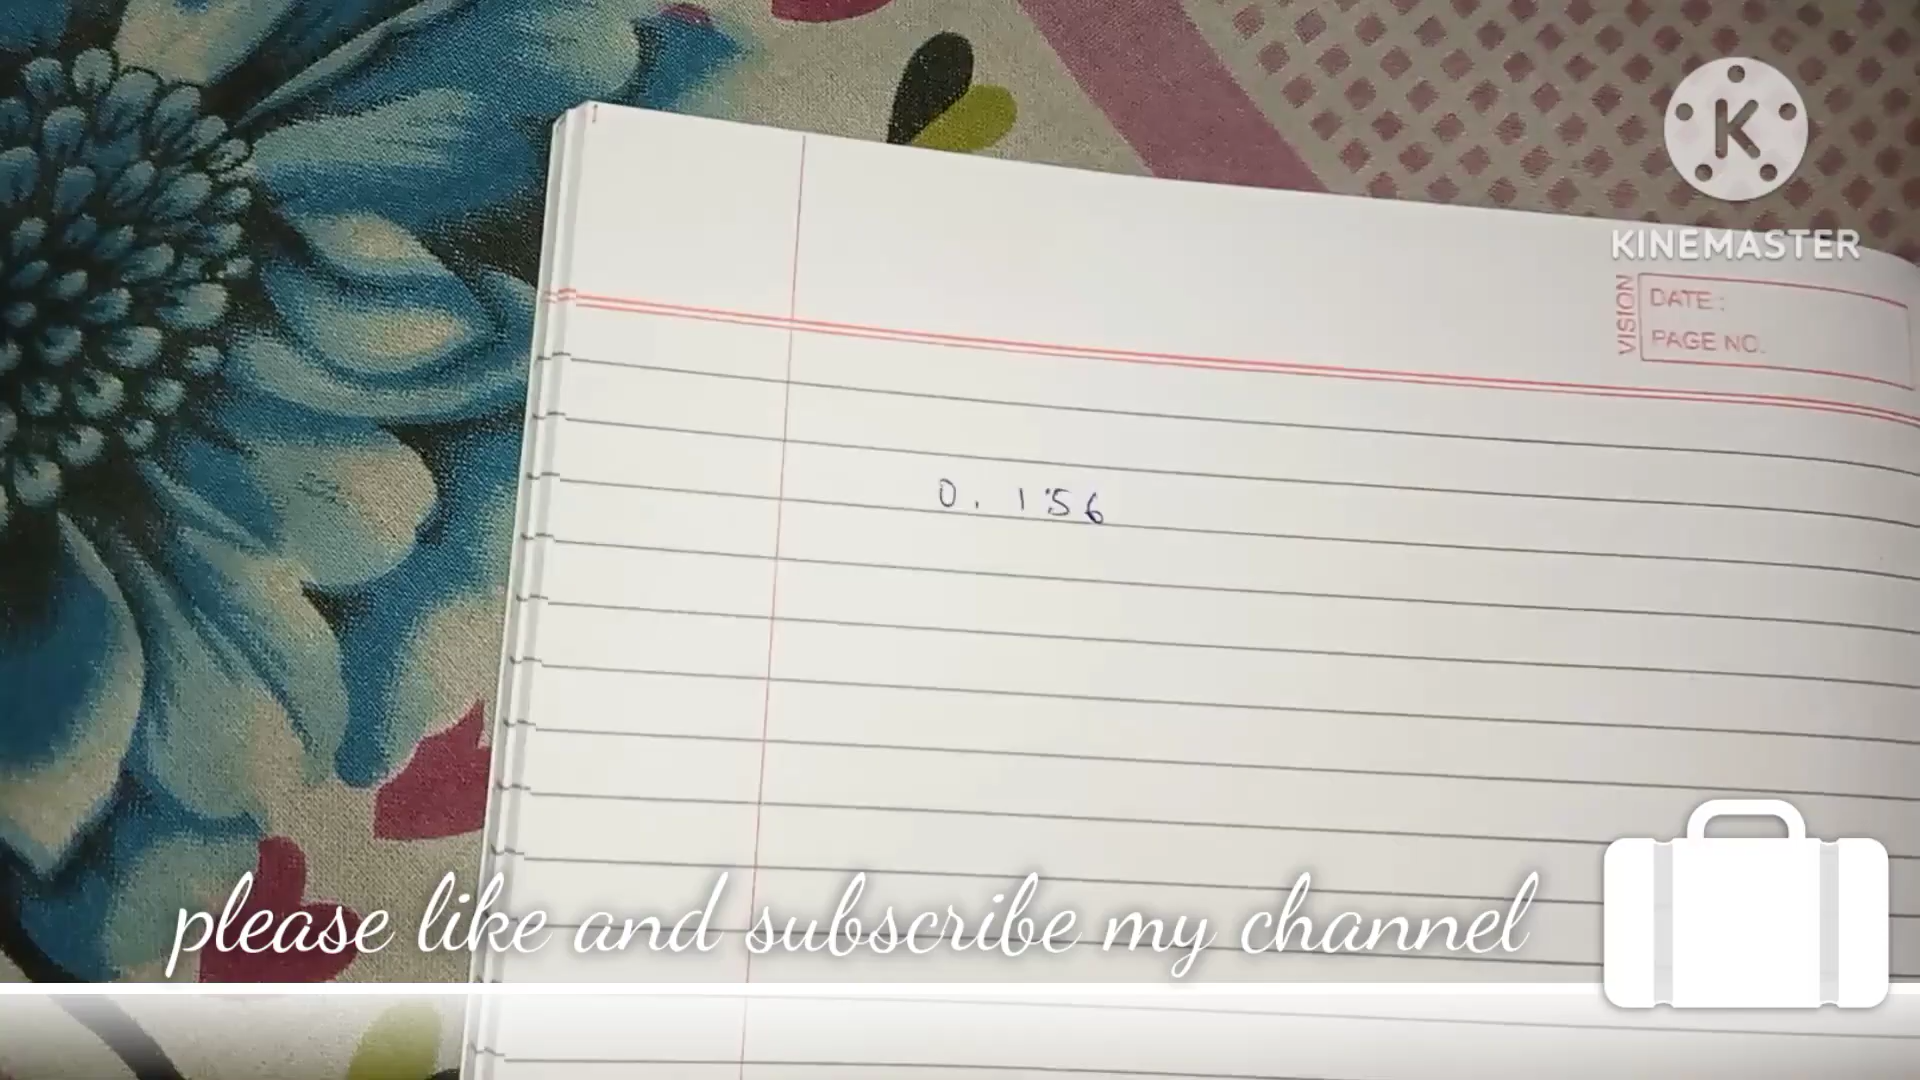 KINEMASTER
VISION
DATE :
PAGE NO.
0. 156
please like and subscribe my channel